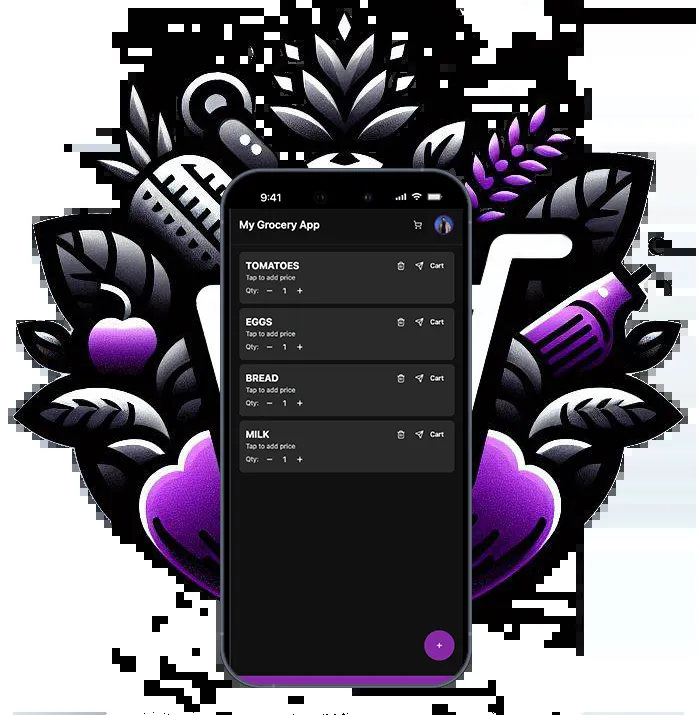 9:41
My Grocery App
TOMATOES
Cart
Tap to add price
Qty: − 1 +
EGGS
Cart
Tap to add price
Qty: − 1 +
BREAD
Cart
Tap to add price
Qty: − 1 +
MILK
Cart
Tap to add price
Qty: − 1 +
+